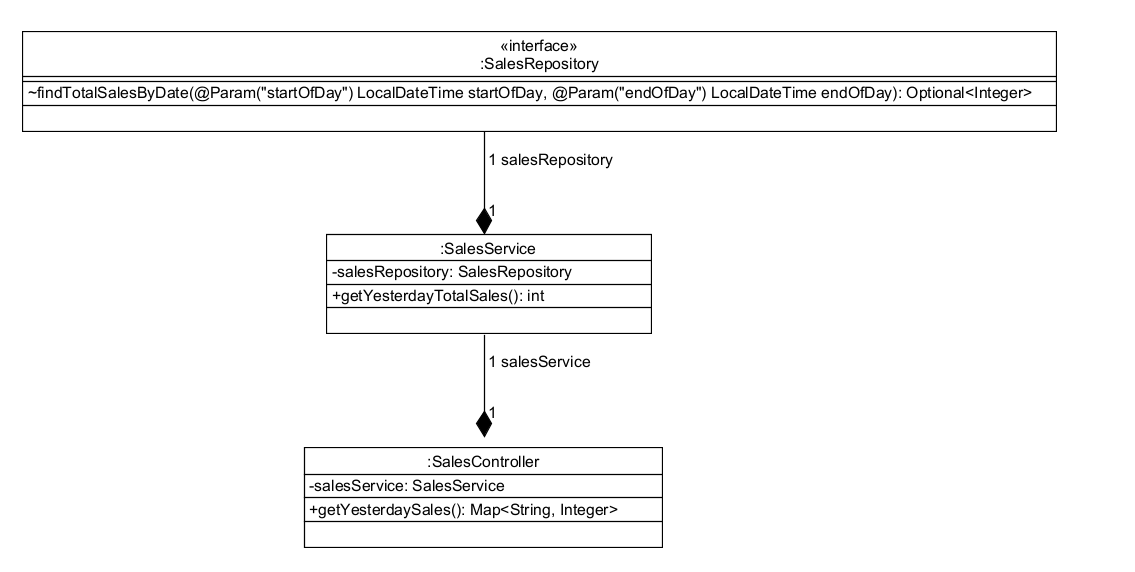 «interface»
:SalesRepository
~findTotalSalesByDate(@Param("startOfDay") LocalDateTime startOfDay, @Param("endOfDay") LocalDateTime endOfDay): Optional<Integer>
1 salesRepository
1
:SalesService
-salesRepository: SalesRepository
+getYesterdayTotalSales(): int
1 salesService
1
:SalesController
-salesService: SalesService
+getYesterdaySales(): Map<String, Integer>